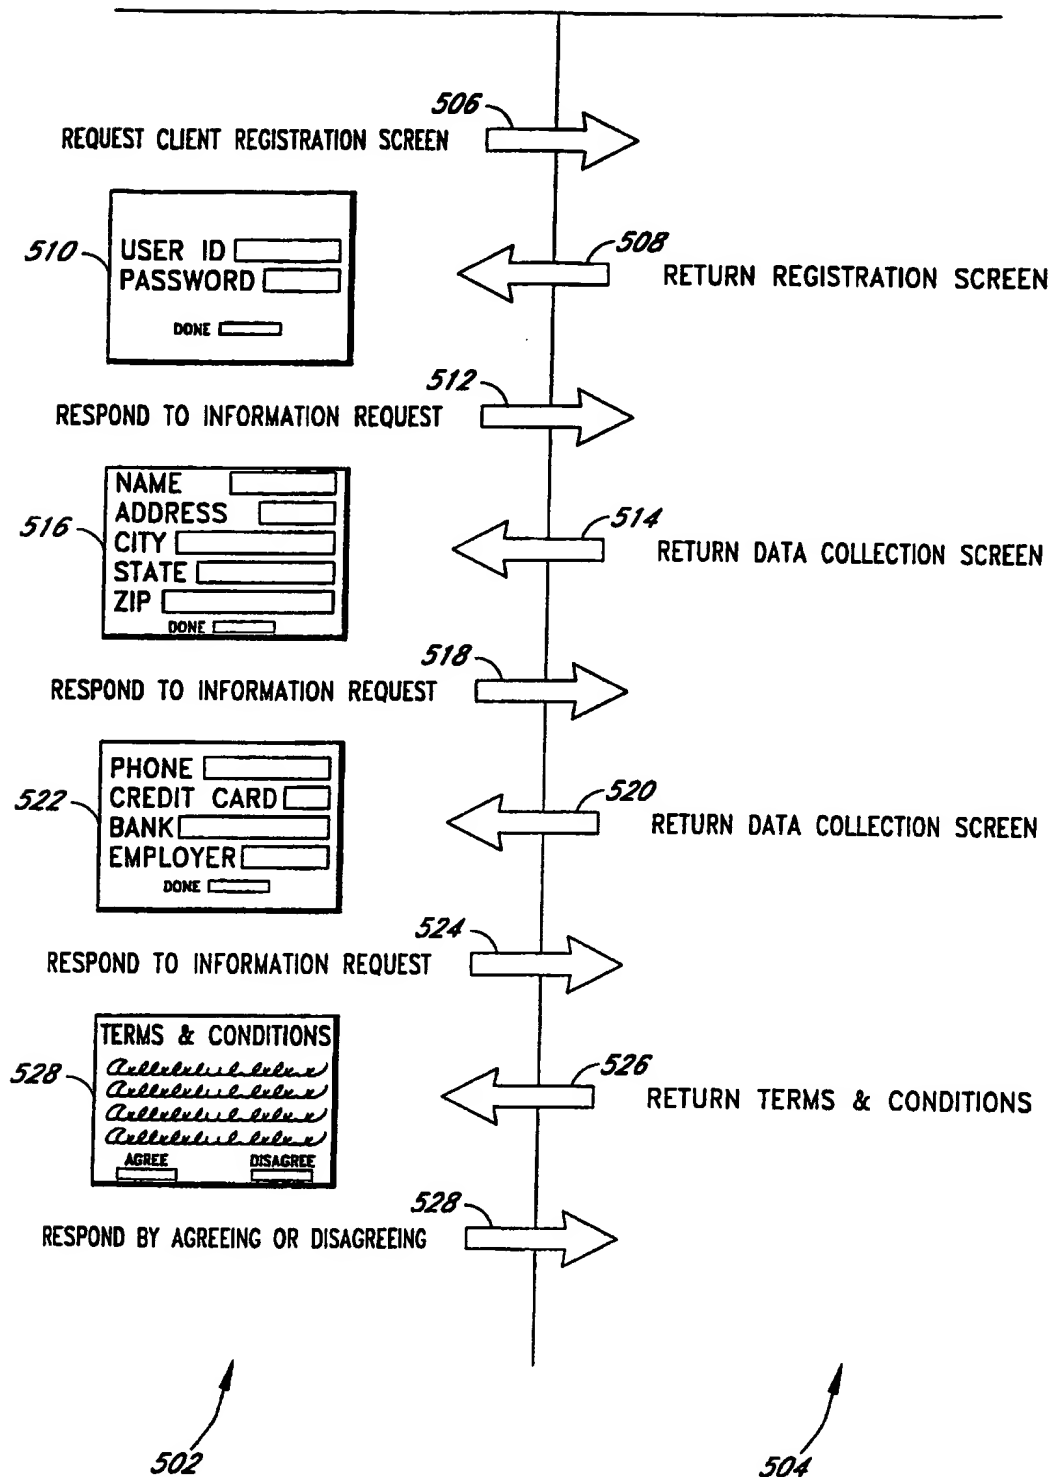 506
REQUEST CLIENT REGISTRATION SCREEN
510
USER ID
PASSWORD
DONE
508
RETURN REGISTRATION SCREEN
512
RESPOND TO INFORMATION REQUEST
516
NAME
ADDRESS
CITY
STATE
ZIP
DONE
514
RETURN DATA COLLECTION SCREEN
518
RESPOND TO INFORMATION REQUEST
522
PHONE
CREDIT CARD
BANK
EMPLOYER
DONE
520
RETURN DATA COLLECTION SCREEN
524
RESPOND TO INFORMATION REQUEST
528
TERMS & CONDITIONS
AGREE DISAGREE
526
RETURN TERMS & CONDITIONS
528
RESPOND BY AGREEING OR DISAGREEING
502
504